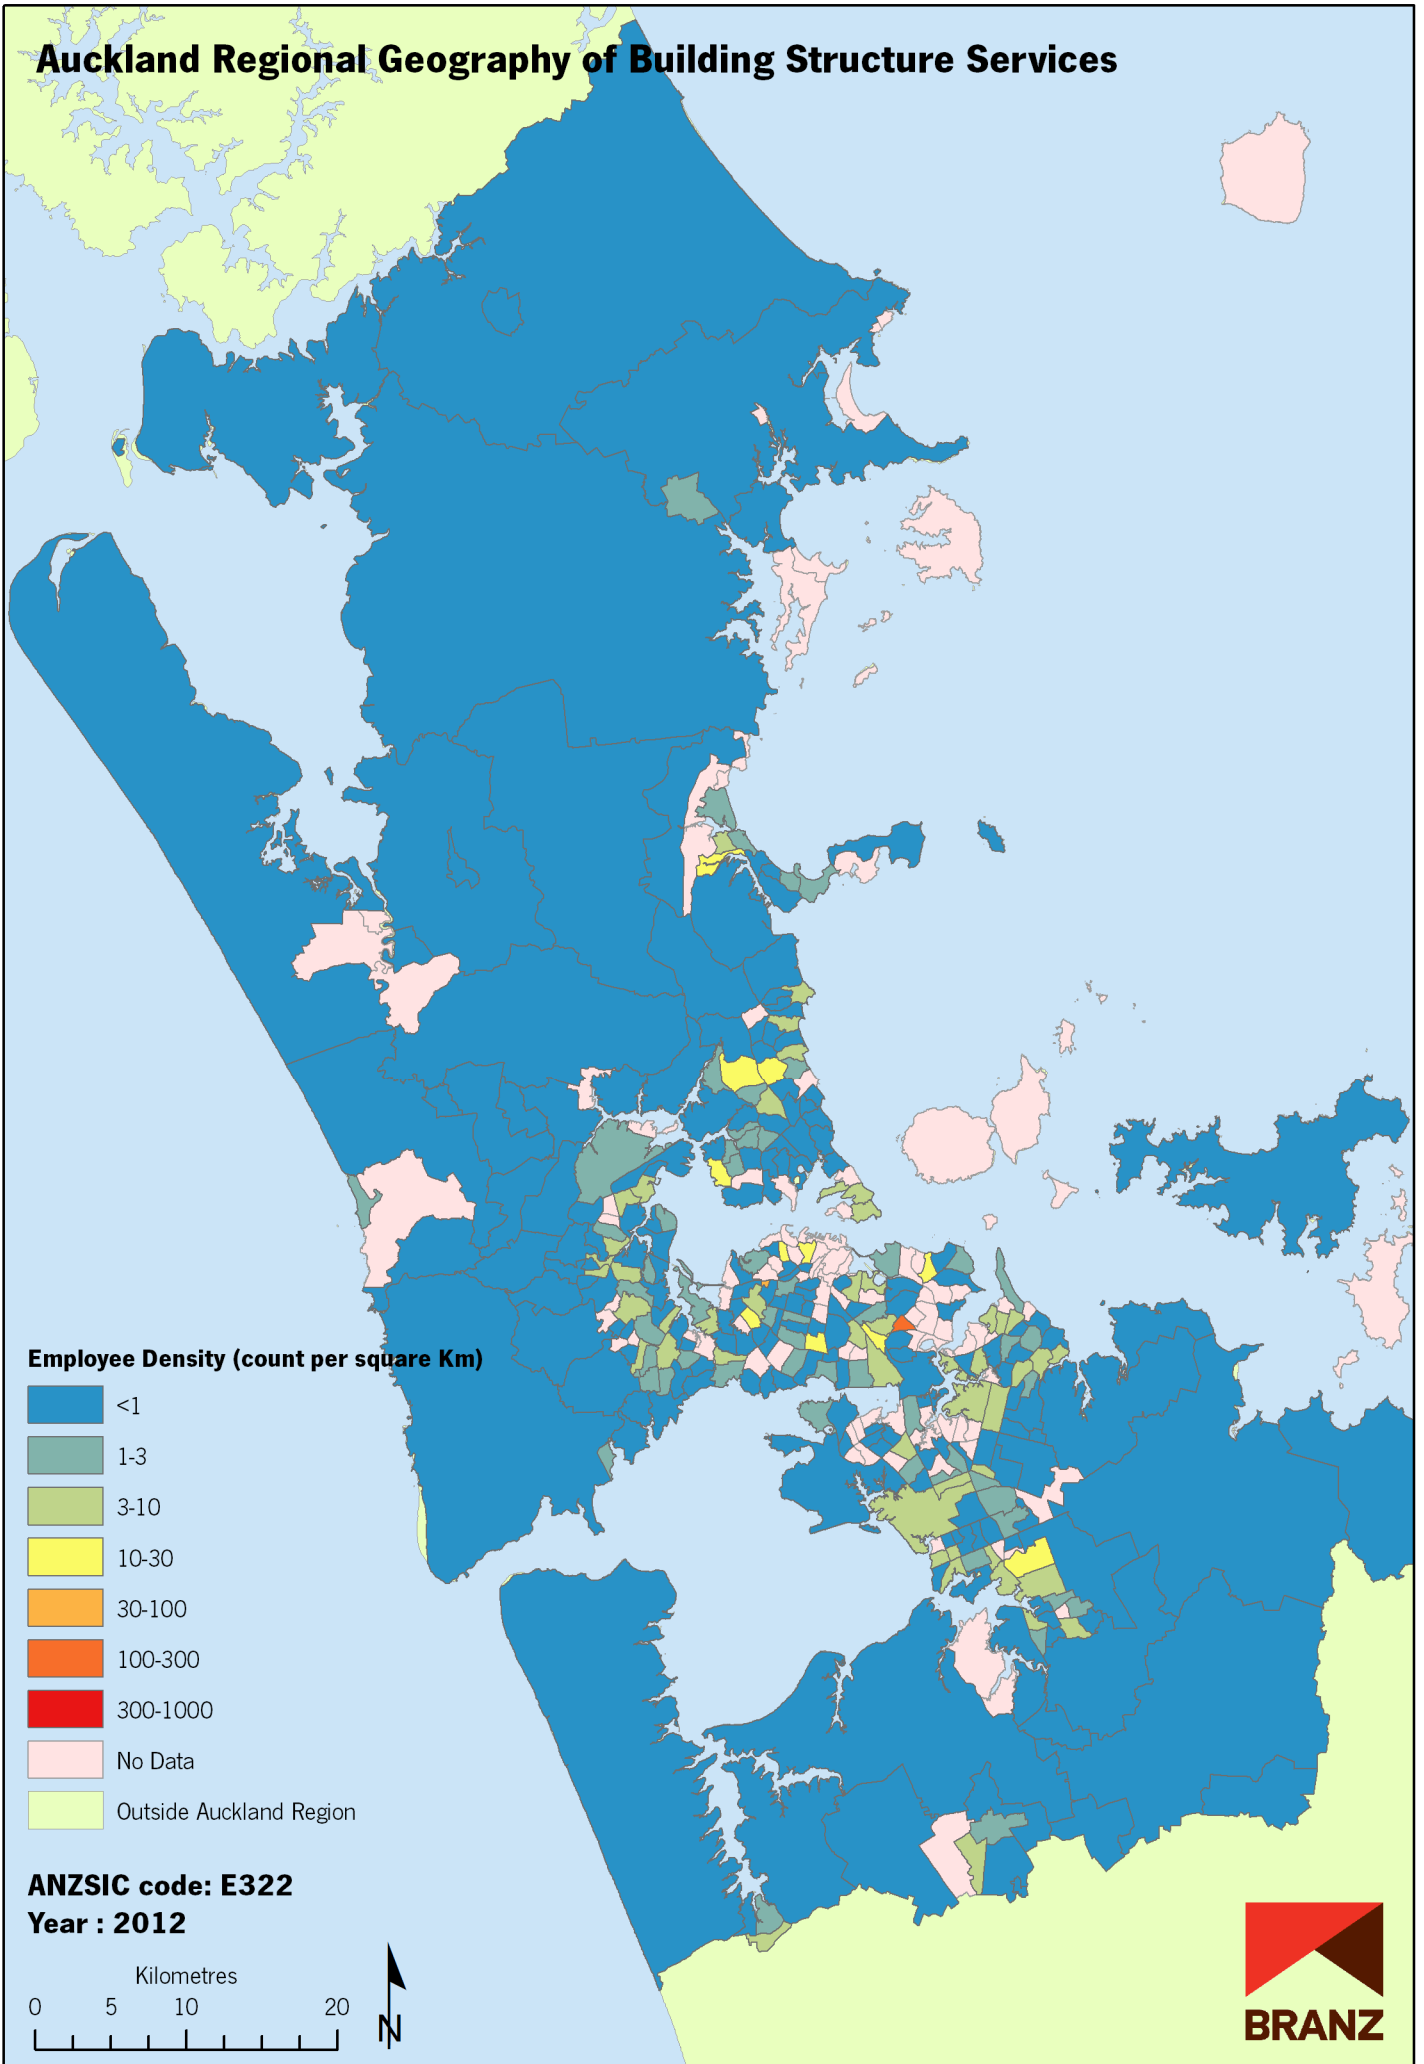 Auckland Regional Geography of Building Structure Services
Employee Density (count per square Km)
<1
1-3
3-10
10-30
30-100
100-300
300-1000
No Data
Outside Auckland Region
ANZSIC code: E322
Year : 2012
Kilometres
0 5 10 20
N
BRANZ